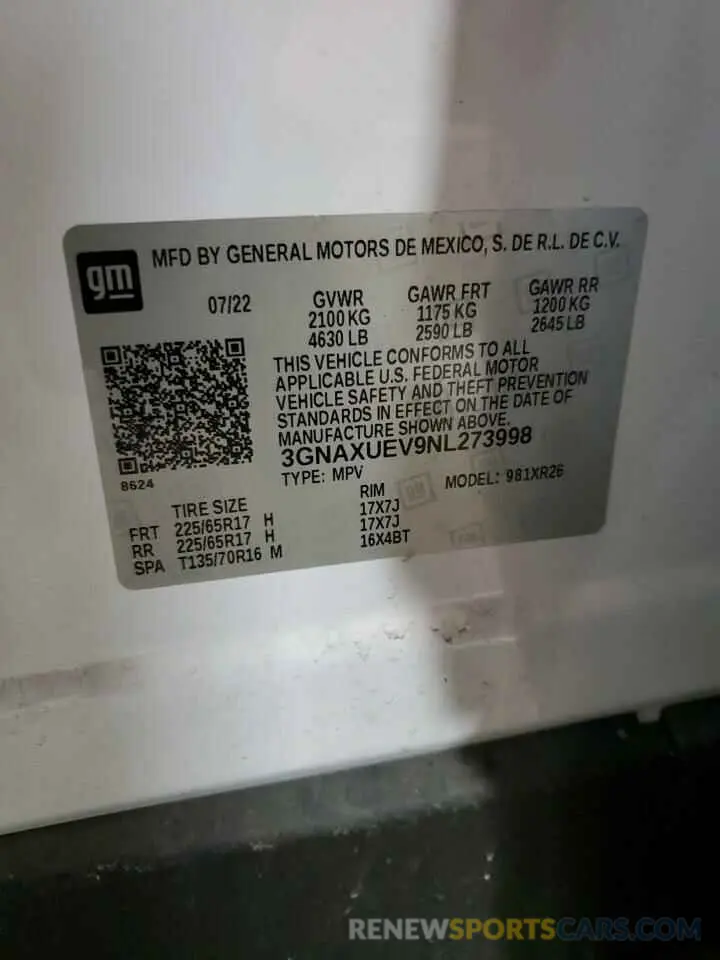 gm
MFD BY GENERAL MOTORS DE MEXICO, S. DE R.L. DE C.V.
07/22 GVWR GAWR FRT GAWR RR
2100 KG 1175 KG 1200 KG
4630 LB 2590 LB 2645 LB
THIS VEHICLE CONFORMS TO ALL
APPLICABLE U.S. FEDERAL MOTOR
VEHICLE SAFETY AND THEFT PREVENTION
STANDARDS IN EFFECT ON THE DATE OF
MANUFACTURE SHOWN ABOVE.
3GNAXUEV9NL273998
8624
TYPE: MPV MODEL: 981XR26
TIRE SIZE RIM
FRT 225/65R17 H 17X7J
RR 225/65R17 H 17X7J
SPA T135/70R16 M 16X4BT
RENEWSPORTSCARS.COM